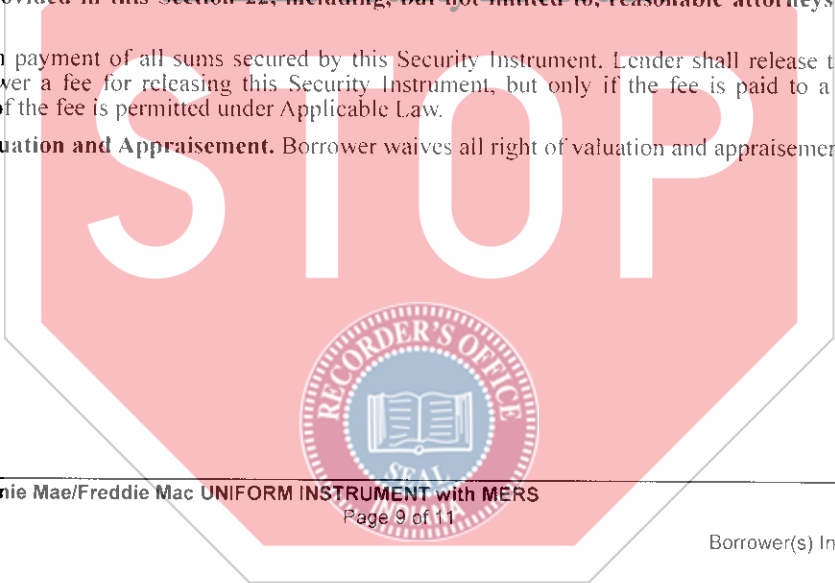 ovided in this Section 22, including, but not limited to, reasonable attorneys
payment of all sums secured by this Security Instrument. Lender shall release t
ver a fee for releasing this Security Instrument, but only if the fee is paid to a
of the fee is permitted under Applicable Law.
uation and Appraisement. Borrower waives all right of valuation and appraisemen
STOP
RECORDER'S OFFICE
SEAL
INDIANA
nie Mae/Freddie Mac UNIFORM INSTRUMENT with MERS
Page 9 of 11
Borrower(s) In